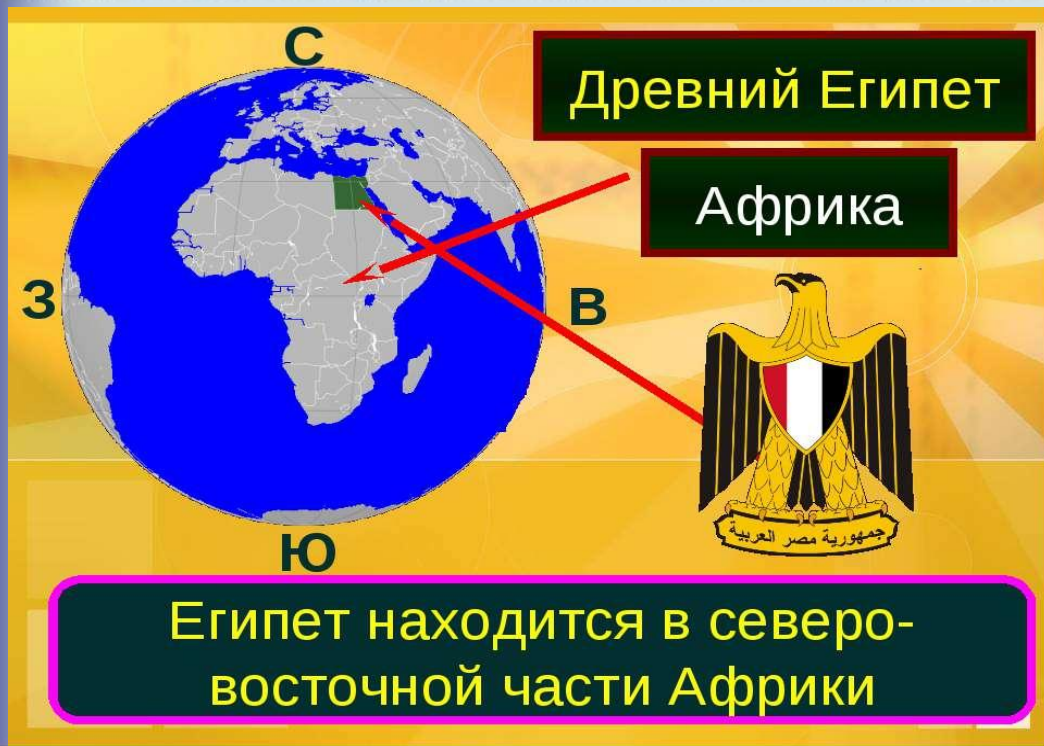 С
Древний Египет
Африка
З
В
جمهورية مصر العربية
Ю
Египет находится в северо-
восточной части Африки